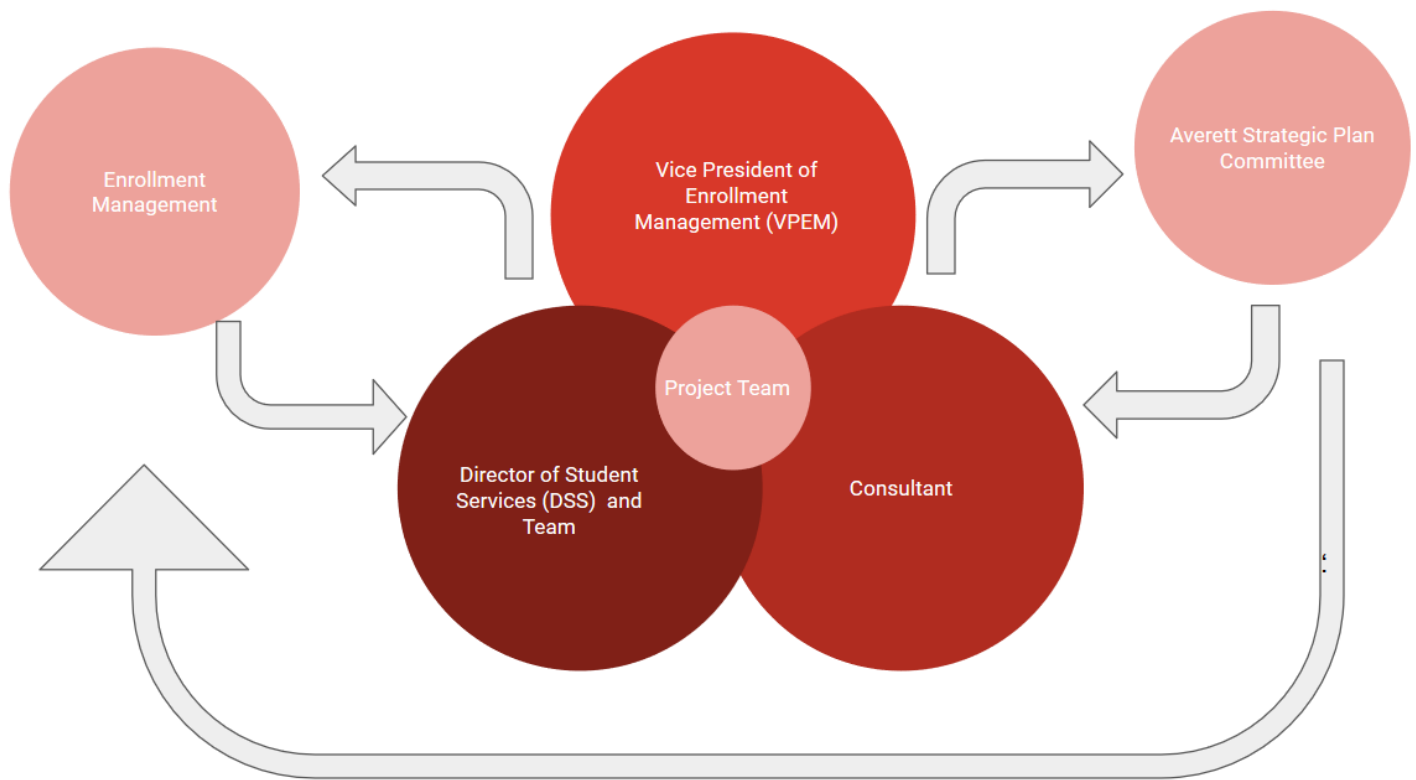 Enrollment
Management
Vice President of
Enrollment
Management (VPEM)
Averett Strategic Plan
Committee
Project Team
Director of Student
Services (DSS)  and
Team
Consultant